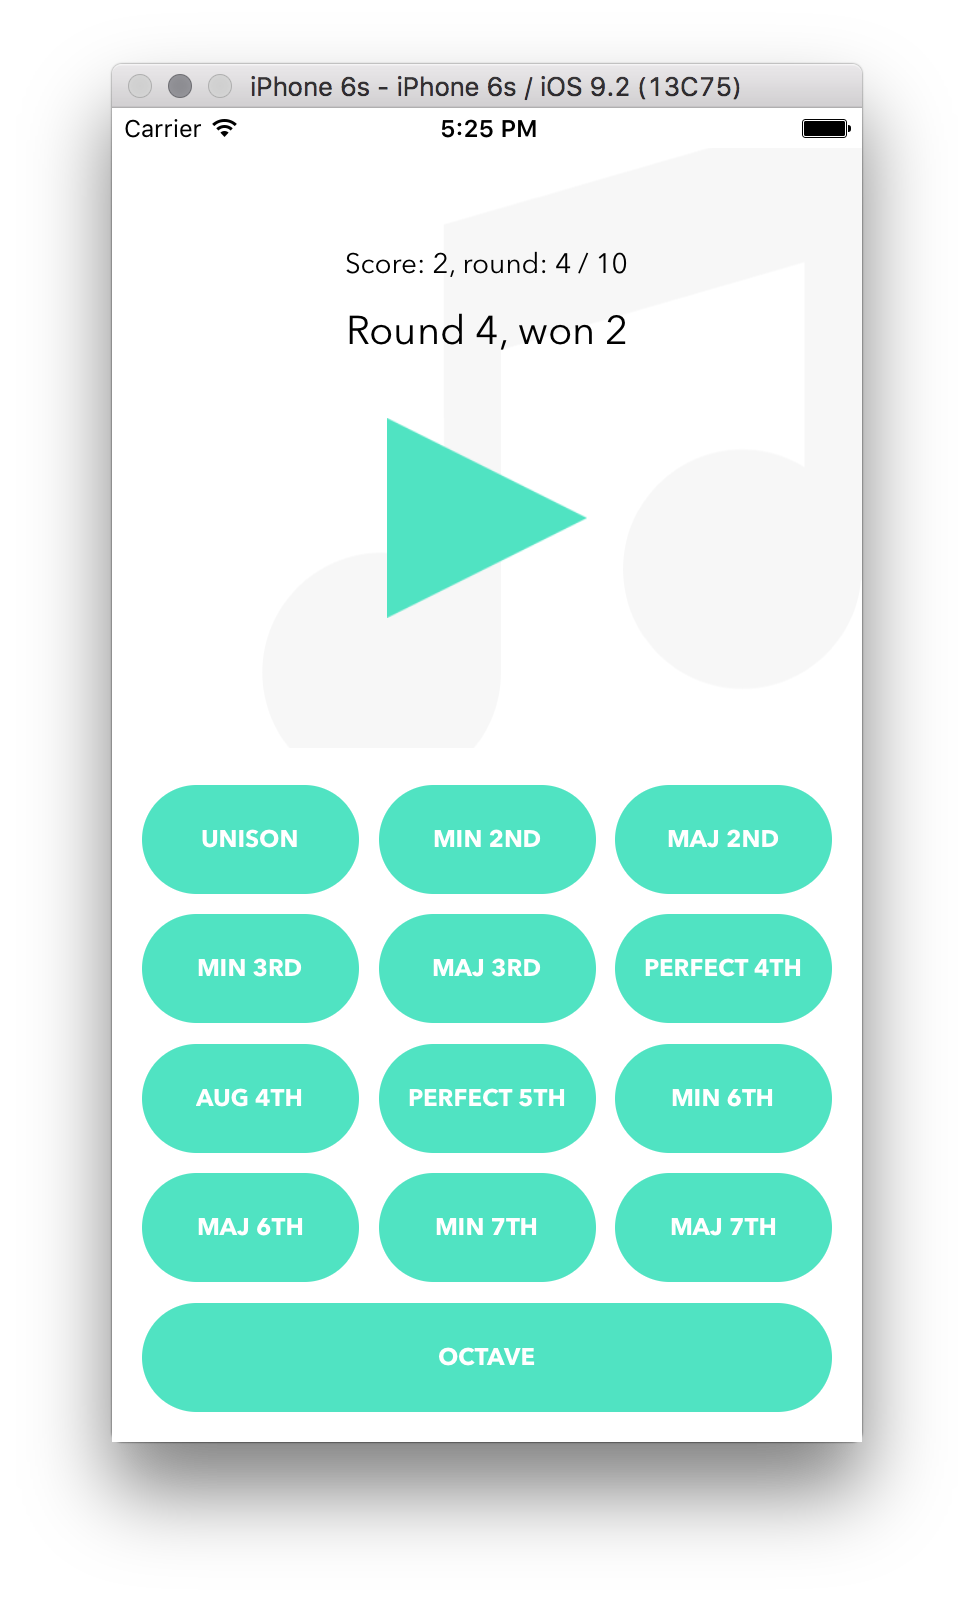 iPhone 6s - iPhone 6s / iOS 9.2 (13C75)
Carrier 5:25 PM
Score: 2, round: 4 / 10
Round 4, won 2
UNISON MIN 2ND MAJ 2ND
MIN 3RD MAJ 3RD PERFECT 4TH
AUG 4TH PERFECT 5TH MIN 6TH
MAJ 6TH MIN 7TH MAJ 7TH
OCTAVE